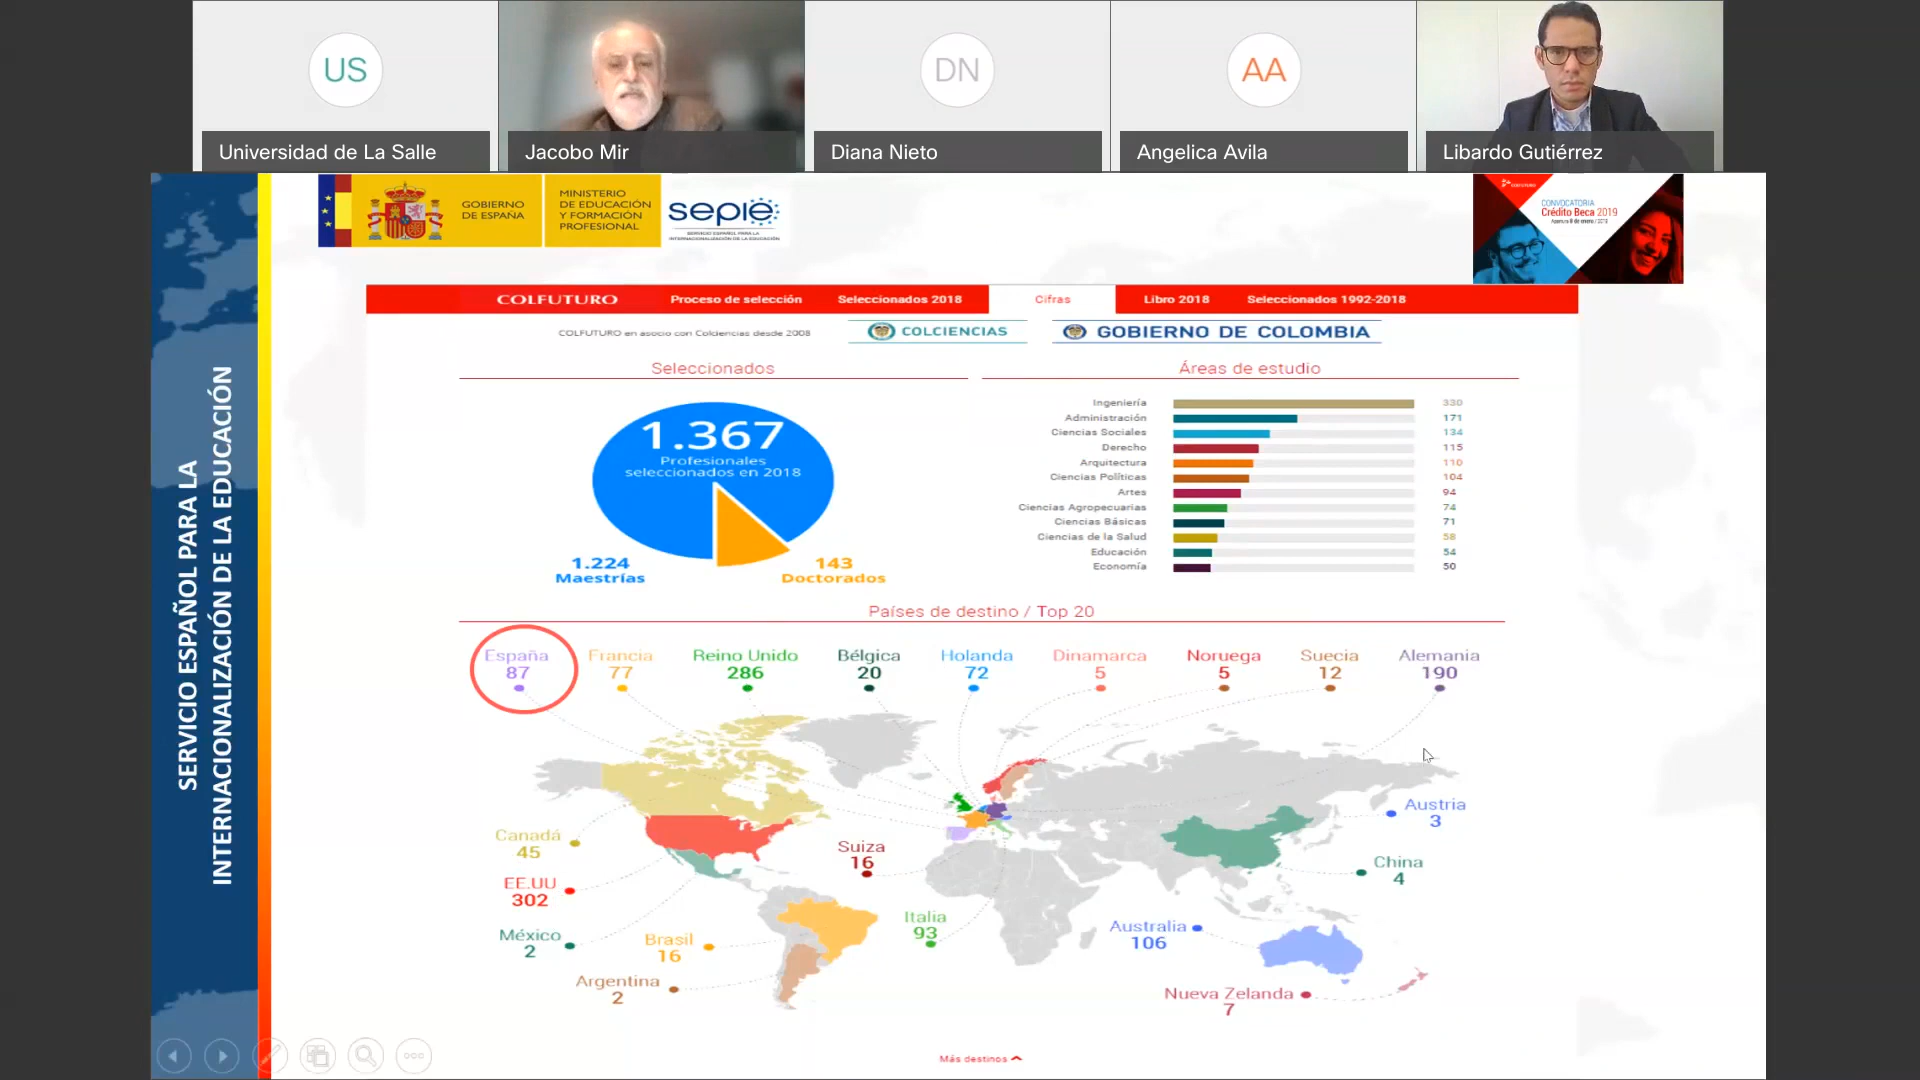 US
DN
AA
Universidad de La Salle
Jacobo Mir
Diana Nieto
Angelica Avila
Libardo Gutiérrez
GOBIERNO
DE ESPAÑA
MINISTERIO
DE EDUCACIÓN
Y FORMACIÓN
PROFESIONAL
sepie
SERVICIO ESPAÑOL PARA LA
INTERNACIONALIZACIÓN DE LA EDUCACIÓN
CONVOCATORIA
Crédito Beca 2019
SERVICIO ESPAÑOL PARA LA
INTERNACIONALIZACIÓN DE LA EDUCACIÓN
COLFUTURO
Proceso de selección
Seleccionados 2018
Cifras
Libro 2018
Seleccionados 1992-2018
COLFUTURO en asocio con Colciencias desde 2008
COLCIENCIAS
GOBIERNO DE COLOMBIA
Seleccionados
1.367
Profesionales
seleccionados en 2018
1.224
Maestrías
143
Doctorados
Áreas de estudio
Ingeniería 330
Administración 171
Ciencias Sociales 134
Derecho 115
Arquitectura 110
Ciencias Políticas 104
Artes 94
Ciencias Agropecuarias 74
Ciencias Básicas 71
Ciencias de la Salud 58
Educación 54
Economía 50
Países de destino / Top 20
España
87
Francia
77
Reino Unido
286
Bélgica
20
Holanda
72
Dinamarca
5
Noruega
5
Suecia
12
Alemania
190
Canadá
45
EE.UU
302
México
2
Brasil
16
Argentina
2
Suiza
16
Italia
93
Austria
3
China
4
Australia
106
Nueva Zelanda
7
Más destinos